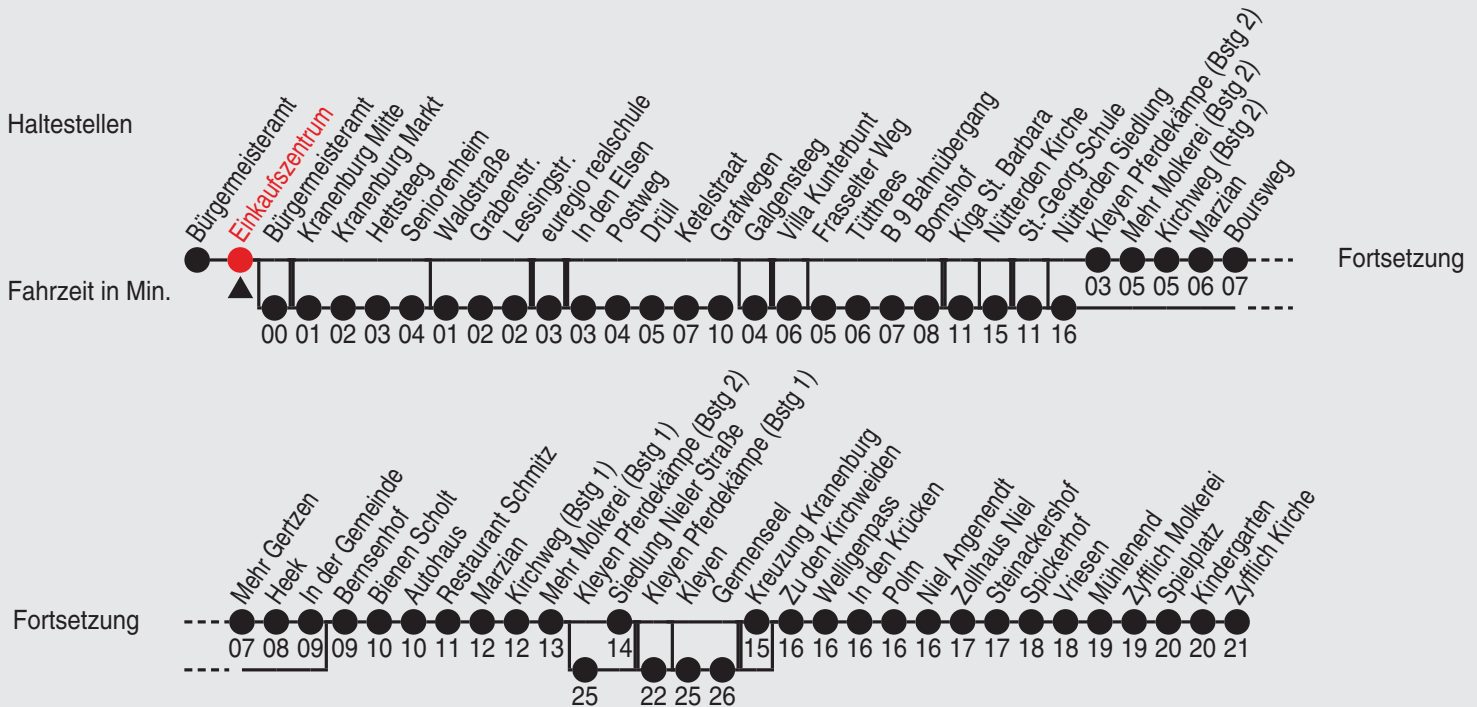 Haltestellen
Bürgermeisteramt
Einkaufszentrum
Bürgermeisteramt
Kranenburg Mitte
Kranenburg Markt
Hettsteeg
Seniorenheim
Waldstraße
Grabenstr.
Lessingstr.
euregio realschule
In den Elsen
Postweg
Drüll
Ketelstraat
Grafwegen
Galgensteeg
Villa Kunterbunt
Frasselter Weg
Tütthees
B 9 Bahnübergang
Bomshof
Kiga St. Barbara
Nütterden Kirche
St.-Georg-Schule
Nütterden Siedlung
Kleyen Pferdekämpe (Bstg 2)
Mehr Molkerei (Bstg 2)
Kirchweg (Bstg 2)
Marzian
Boursweg
Fortsetzung
Fahrzeit in Min.
03 05 05 06 07
00 01 02 03 04 01 02 02 03 03 04 05 07 10 04 06 05 06 07 08 11 15 11 16
Mehr Gertzen
Heek
In der Gemeinde
Bernsenhof
Bienen Scholt
Autohaus
Restaurant Schmitz
Marzian
Kirchweg (Bstg 1)
Mehr Molkerei (Bstg 1)
Kleyen Pferdekämpe (Bstg 2)
Siedlung Nieler Straße
Kleyen Pferdekämpe (Bstg 1)
Kleyen
Germenseel
Kreuzung Kranenburg
Zu den Kirchweiden
Welligenpass
In den Krücken
Polm
Niel Angenendt
Zollhaus Niel
Steinackershof
Spickerhof
Vriesen
Mühlenend
Zyfflich Molkerei
Spielplatz
Kindergarten
Zyfflich Kirche
Fortsetzung
07 08 09 09 10 10 11 12 12 13 14 15 16 16 16 16 16 17 17 18 18 19 19 20 20 21
25 22 25 26